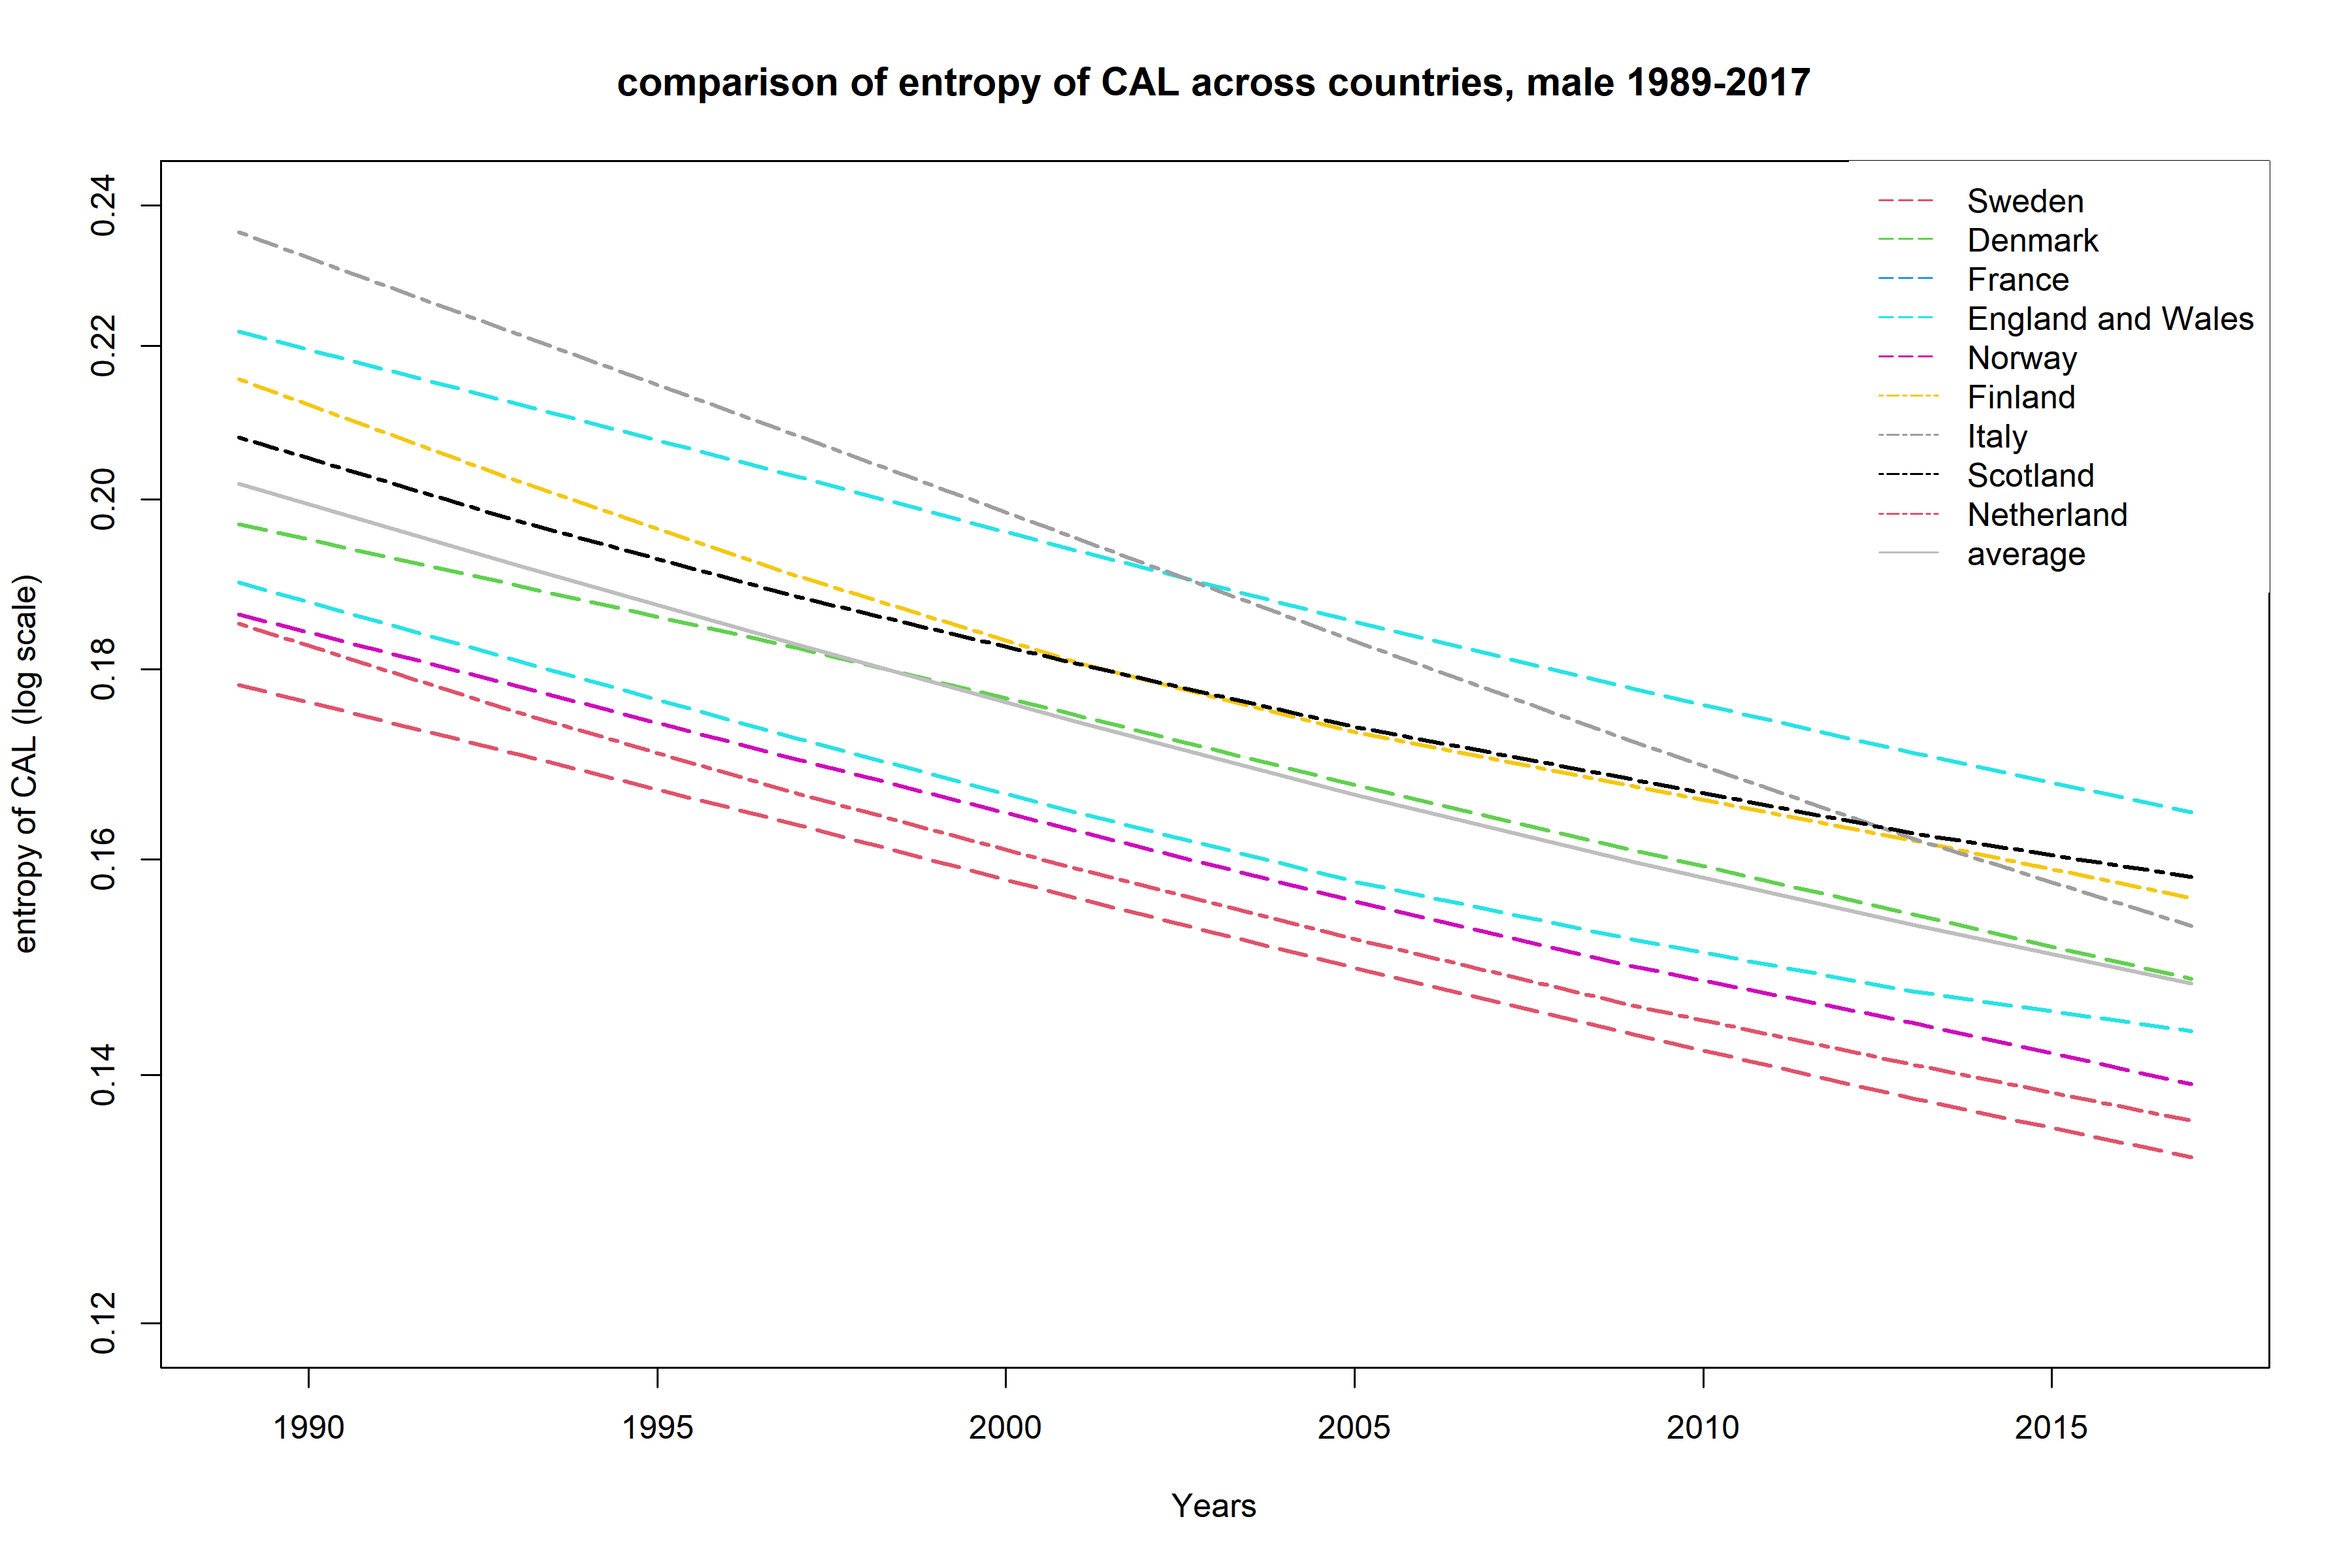 comparison of entropy of CAL across countries, male 1989-2017
entropy of CAL (log scale)
0.24
0.22
0.20
0.18
0.16
0.14
0.12
Sweden
Denmark
France
England and Wales
Norway
Finland
Italy
Scotland
Netherland
average
1990 1995 2000 2005 2010 2015
Years